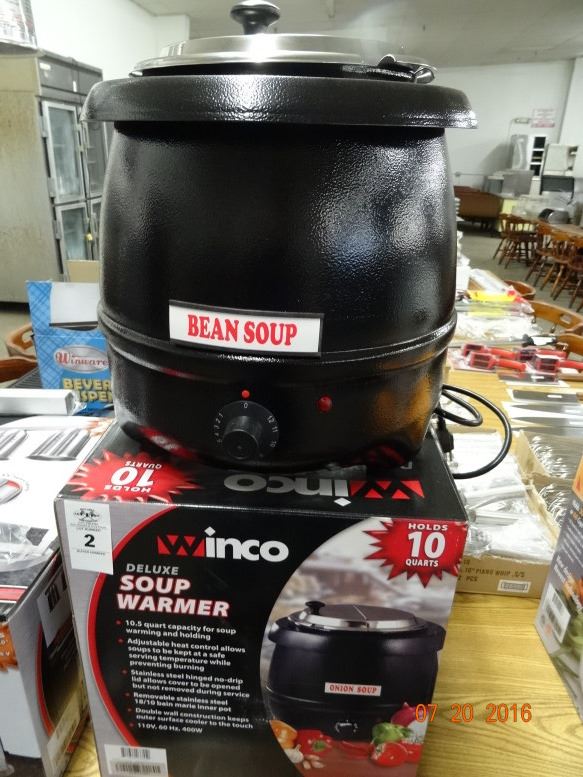 BEAN SOUP
0
Winware
BEVER
SPEN
HOLDS
10
QUARTS
WINCO
2
Winco
HOLDS
10
QUARTS
DELUXE
SOUP
WARMER
• 10.5 quart capacity for soup
warming and holding
• Adjustable heat control allows
soups to be kept at a safe
serving temperature while
preventing burning
• Stainless steel hinged no-drip
lid allows cover to be opened
but not removed during service
• Removable stainless steel
18/10 bain marie inner pot
• Double wall construction keeps
outer surface cooler to the touch
• 110V, 60 Hz, 400W
ONION SOUP
07 20 2016